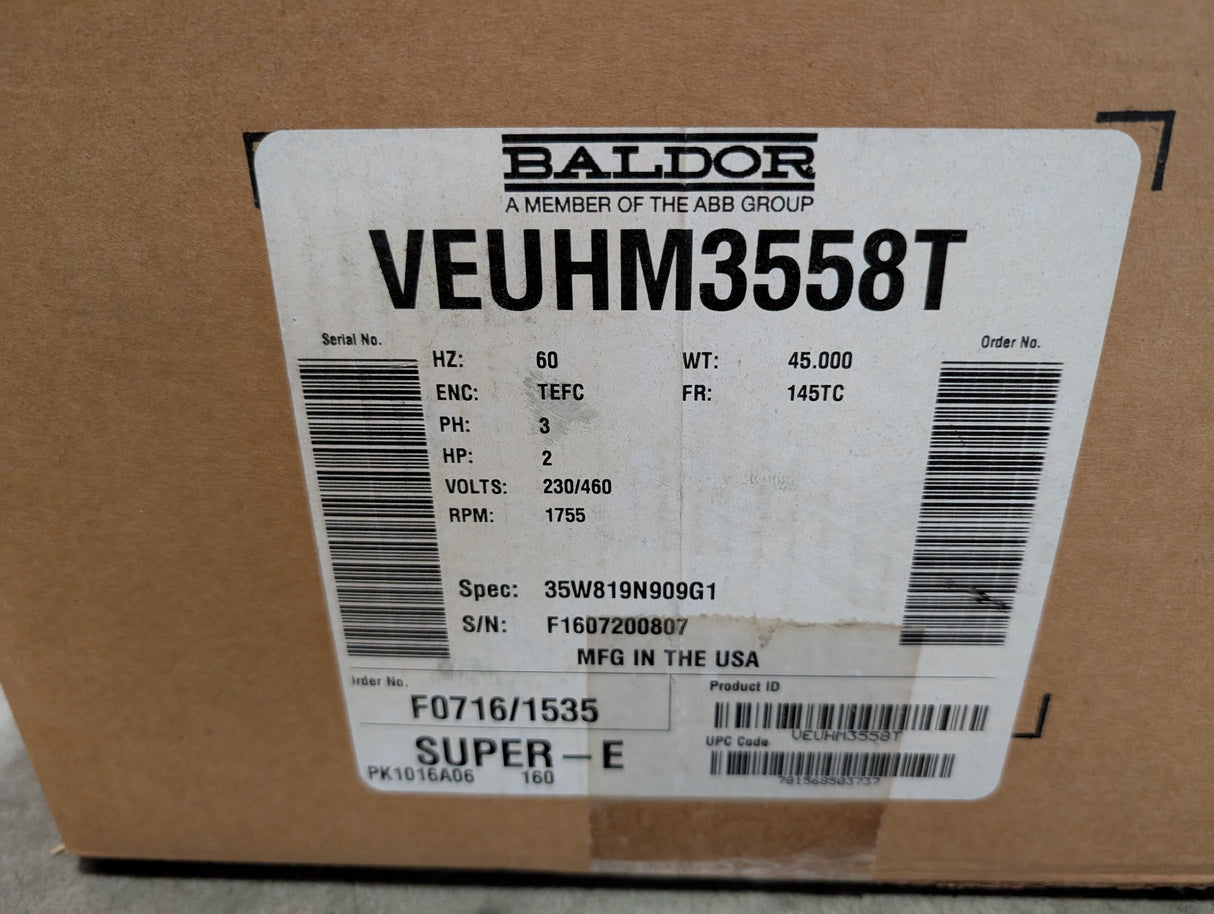 BALDOR
A MEMBER OF THE ABB GROUP
VEUHM3558T
Serial No.
Order No.
HZ: 60 WT: 45.000
ENC: TEFC FR: 145TC
PH: 3
HP: 2
VOLTS: 230/460
RPM: 1755
Spec: 35W819N909G1
S/N: F1607200807
MFG IN THE USA
rder No.
F0716/1535
SUPER-E
PK1016A06 160
Product ID
VEUHM3558T
UPC Code
781568503737